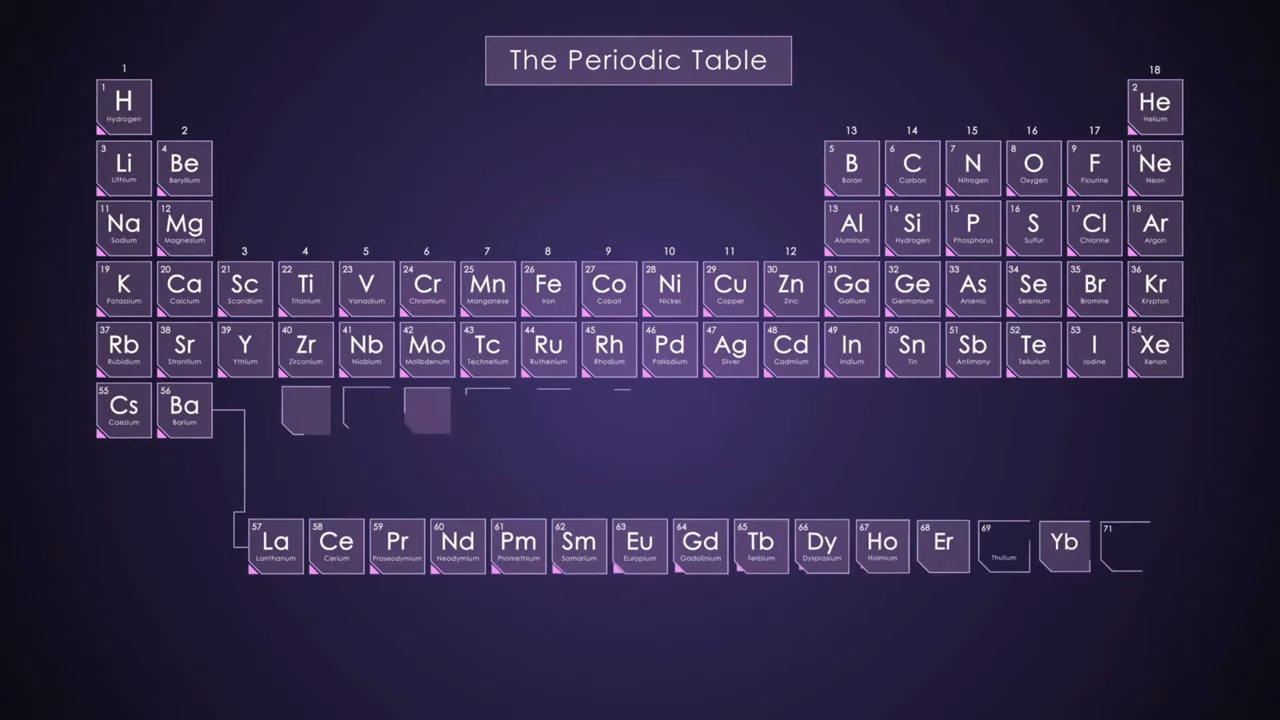 The Periodic Table
1 18
1 2
H He
Hydrogen Helium
2 13 14 15 16 17
3 4 5 6 7 8 9 10
Li Be B C N O F Ne
Lithium Beryllium Boran Carbon Nitrogen Oxygen Flourine Neon
11 12 13 14 15 16 17 18
Na Mg Al Si P S Cl Ar
Sodium Magnesium Aluminum Hydrogen Phosphorus Sulfur Chlorine Argon
3 4 5 6 7 8 9 10 11 12
19 20 21 22 23 24 25 26 27 28 29 30 31 32 33 34 35 36
K Ca Sc Ti V Cr Mn Fe Co Ni Cu Zn Ga Ge As Se Br Kr
Potassium Calcium Scandium Titanium Vanadium Chromium Manganese Iron Cobalt Nickel Copper Zinc Gallium Germanium Arsenic Selenium Bromine Krypton
37 38 39 40 41 42 43 44 45 46 47 48 49 50 51 52 53 54
Rb Sr Y Zr Nb Mo Tc Ru Rh Pd Ag Cd In Sn Sb Te I Xe
Rubidium Strontium Yttrium Zirconium Niobium Molibdenum Technetium Ruthenium Rhodium Palladium Silver Cadmium Indium Tin Antimony Tellurium Iodine Xenon
55 56
Cs Ba
Caesium Barium
57 58 59 60 61 62 63 64 65 66 67 68 69 71
La Ce Pr Nd Pm Sm Eu Gd Tb Dy Ho Er Yb
Lanthanum Cerium Praseodymium Neodymium Promethium Samarium Europium Gadolinium Terbium Dysprasium Holmium Thulium